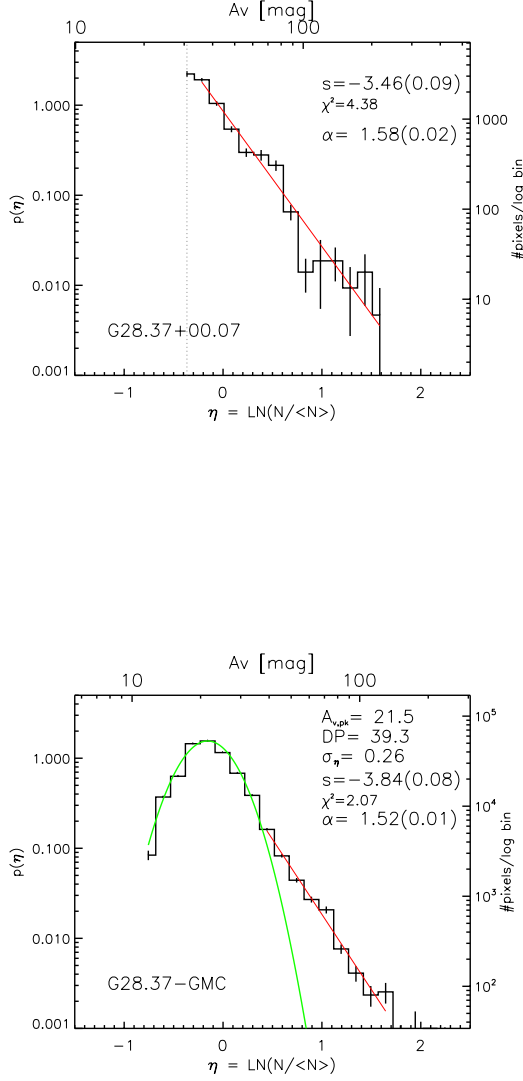 Av [mag]
10 100
s=−3.46(0.09)
χ²=4.38
α= 1.58(0.02)
1.000
0.100
0.010
0.001
p(η)
1000
100
10
#pixels/log bin
G28.37+00.07
−1 0 1 2
η = LN(N/<N>)
Av [mag]
10 100
A_{v,pk}= 21.5
DP= 39.3
σ_η= 0.26
s=−3.84(0.08)
χ²=2.07
α= 1.52(0.01)
1.000
0.100
0.010
0.001
p(η)
10⁵
10⁴
10³
10²
#pixels/log bin
G28.37−GMC
−1 0 1 2
η = LN(N/<N>)